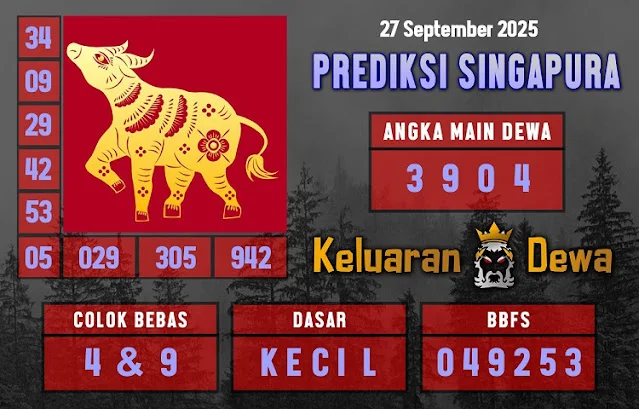 27 September 2025
PREDIKSI SINGAPURA
34
09
29
42
53
05 029 305 942
ANGKA MAIN DEWA
3 9 0 4
Keluaran Dewa
COLOK BEBAS
4 & 9
DASAR
KECIL
BBFS
049253